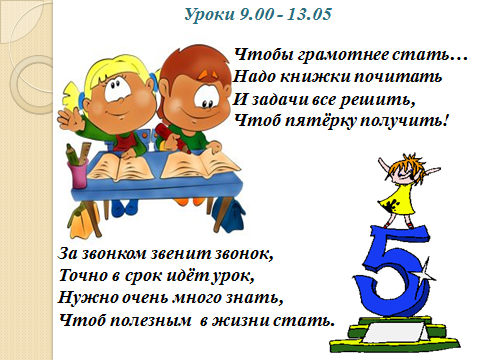 Уроки 9.00 - 13.05
Чтобы грамотнее стать…
Надо книжки почитать
И задачи все решить,
Чтоб пятёрку получить!
5
За звонком звенит звонок,
Точно в срок идёт урок,
Нужно очень много знать,
Чтоб полезным в жизни стать.